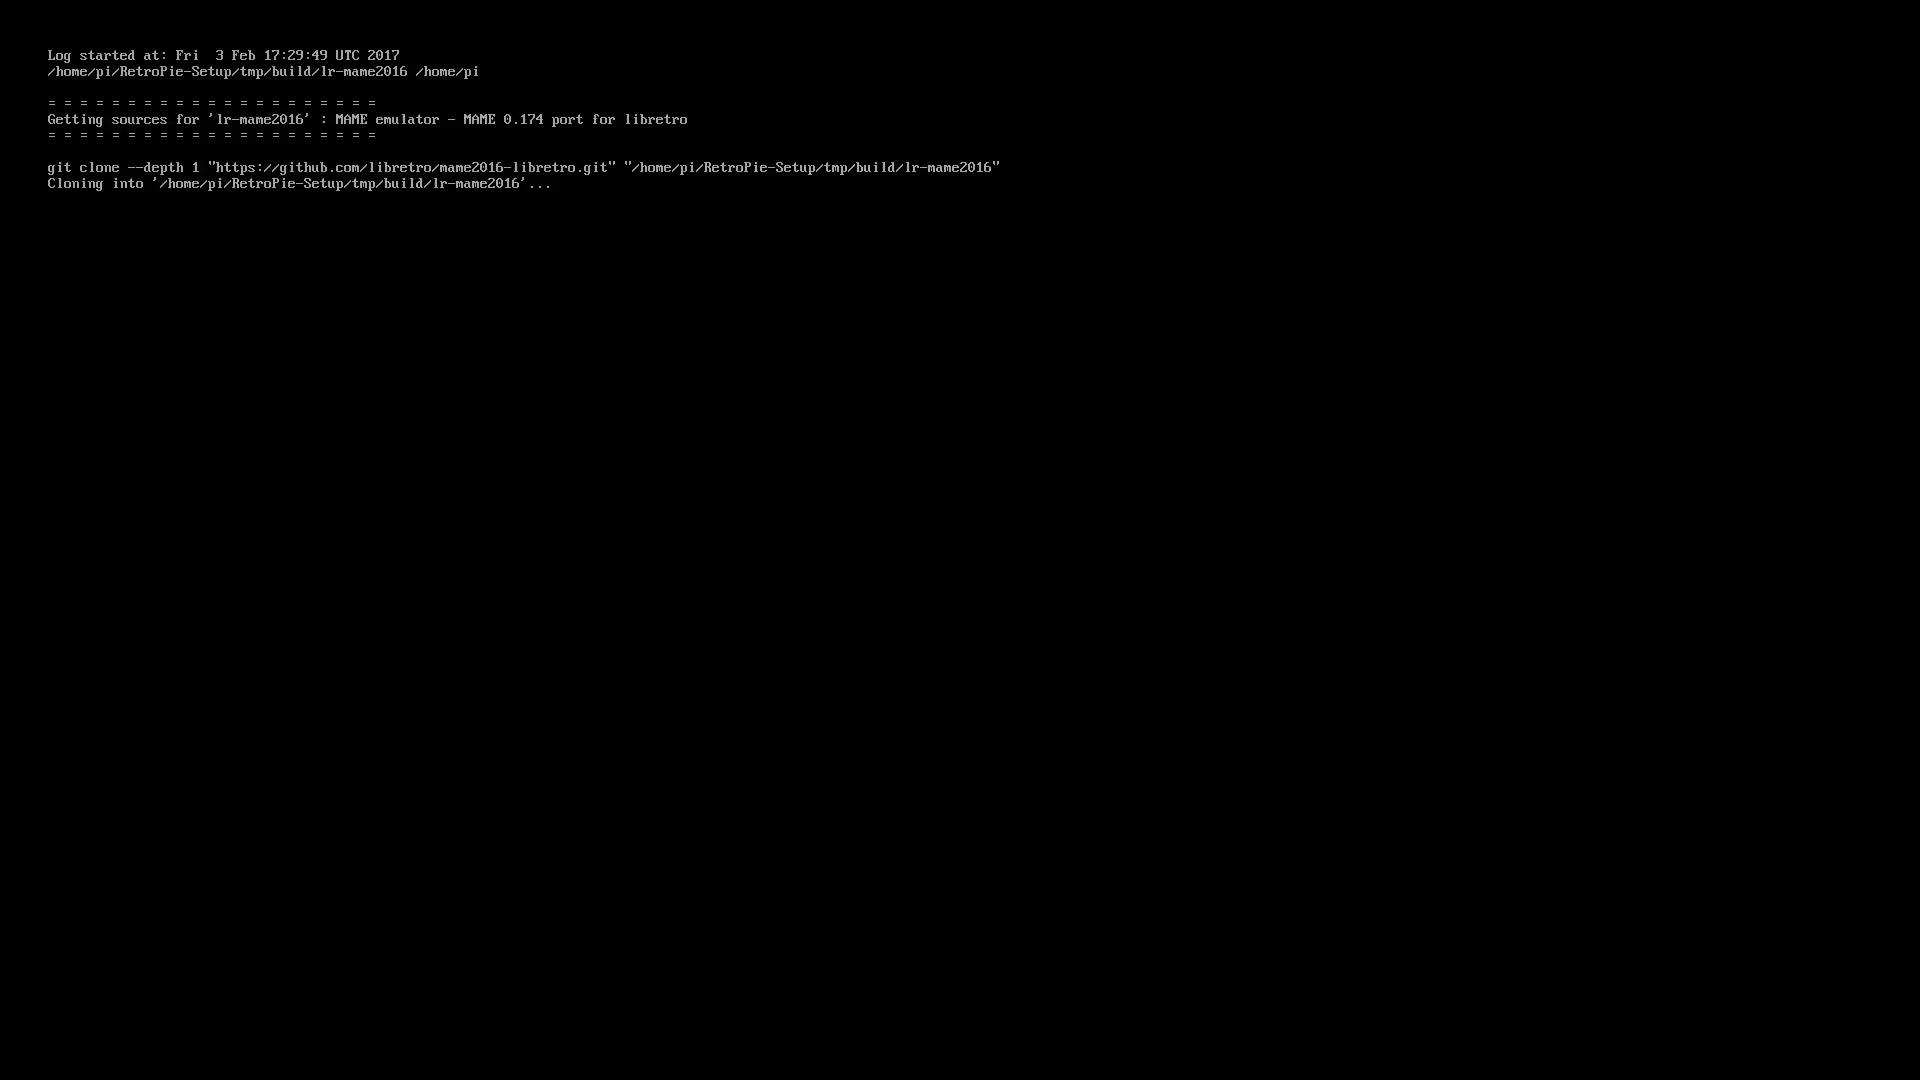 Log started at: Fri  3 Feb 17:29:49 UTC 2017
/home/pi/RetroPie-Setup/tmp/build/lr-mame2016 /home/pi
= = = = = = = = = = = = = = = = = = = = =
Getting sources for 'lr-mame2016' : MAME emulator - MAME 0.174 port for libretro
= = = = = = = = = = = = = = = = = = = = =
git clone --depth 1 "https://github.com/libretro/mame2016-libretro.git" "/home/pi/RetroPie-Setup/tmp/build/lr-mame2016"
Cloning into '/home/pi/RetroPie-Setup/tmp/build/lr-mame2016'...